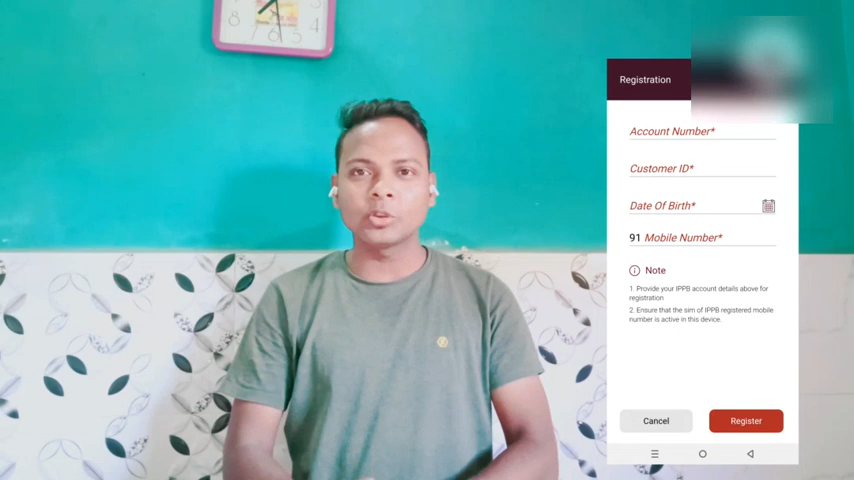 Registration
Account Number*
Customer ID*
Date Of Birth*
91 Mobile Number*
Note
1. Provide your IPPB account details above for
registration
2. Ensure that the sim of IPPB registered mobile
number is active in this device.
Cancel
Register